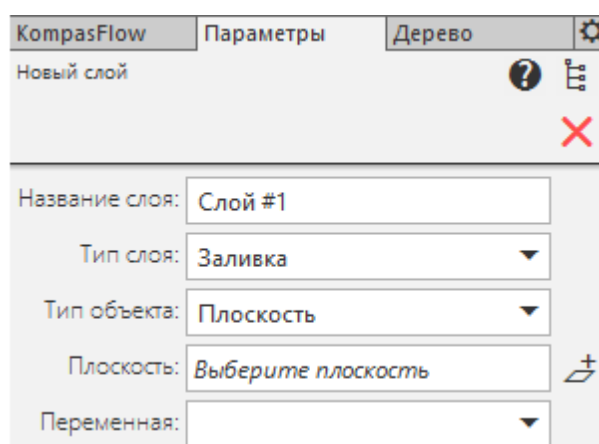 KompasFlow Параметры Дерево
Новый слой
Название слоя: Слой #1
Тип слоя: Заливка
Тип объекта: Плоскость
Плоскость: Выберите плоскость
Переменная: